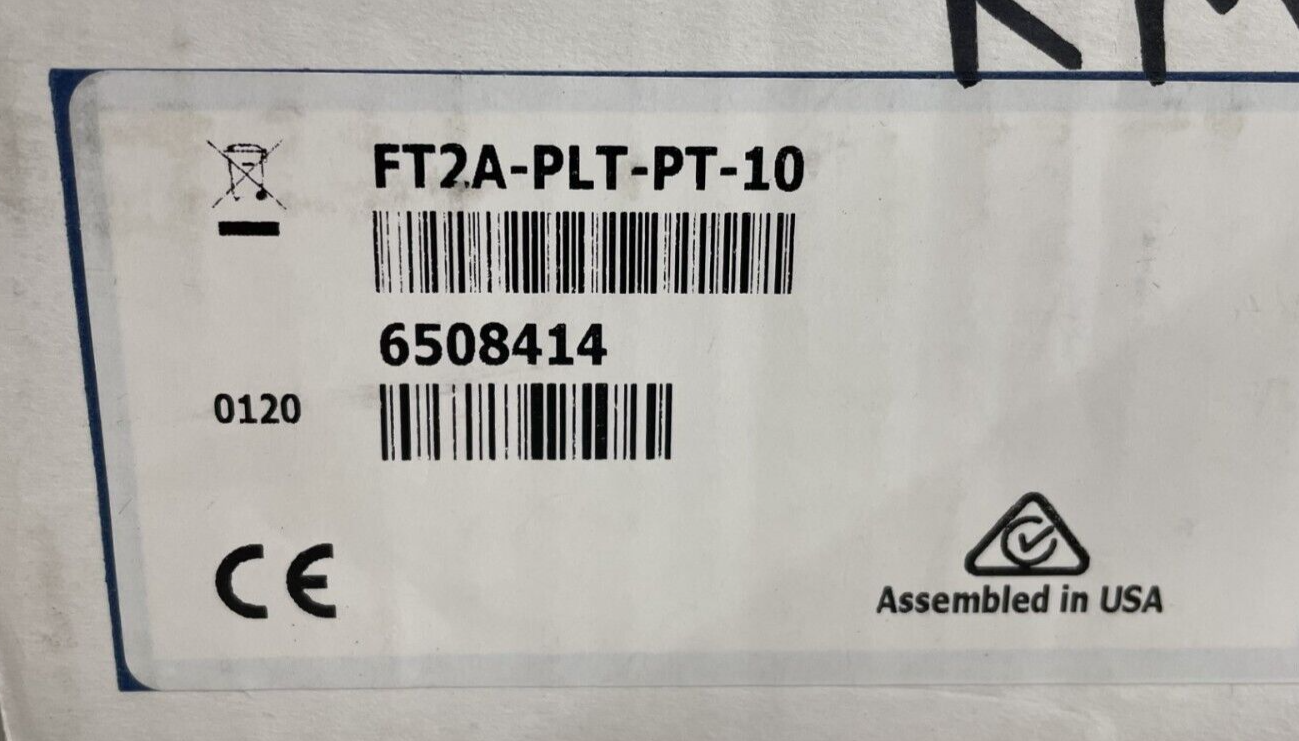 FT2A-PLT-PT-10
6508414
0120
CE
Assembled in USA